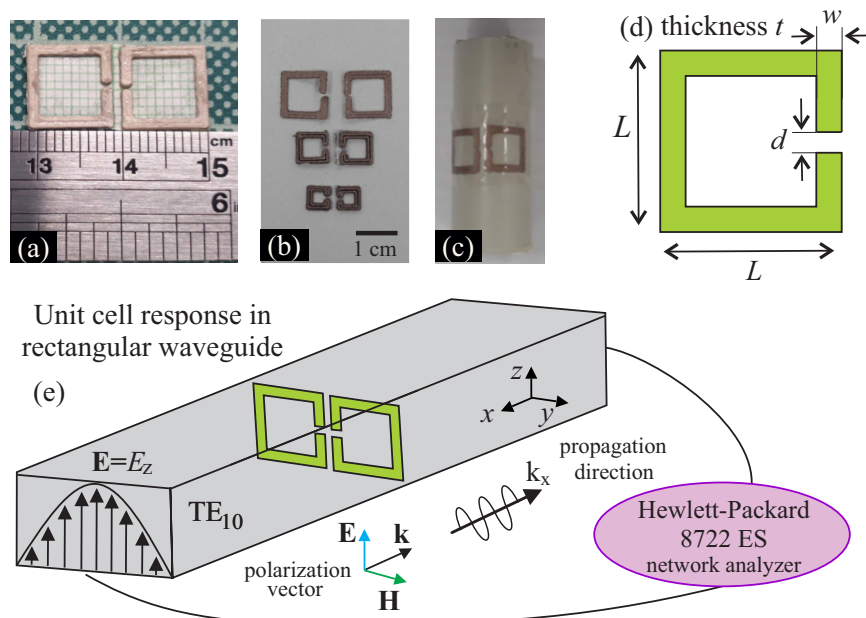 (d) thickness t
w
L
d
L
cm
13
14
15
6
in
(a)
(b)
1 cm
(c)
Unit cell response in
rectangular waveguide
(e)
z
x
y
E=Ez
TE10
propagation
direction
kx
E
k
H
polarization
vector
Hewlett-Packard
8722 ES
network analyzer